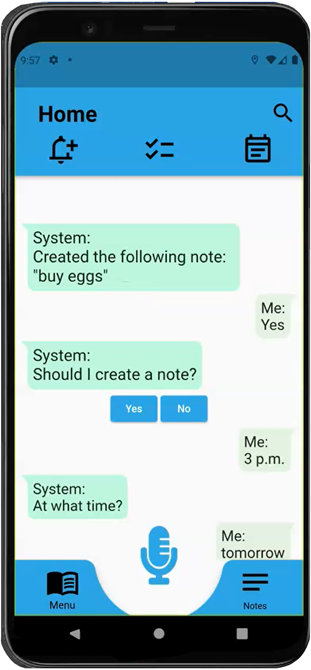 9:57
Home
System:
Created the following note:
"buy eggs"
Me:
Yes
System:
Should I create a note?
Yes No
Me:
3 p.m.
System:
At what time?
Me:
tomorrow
Menu
Notes